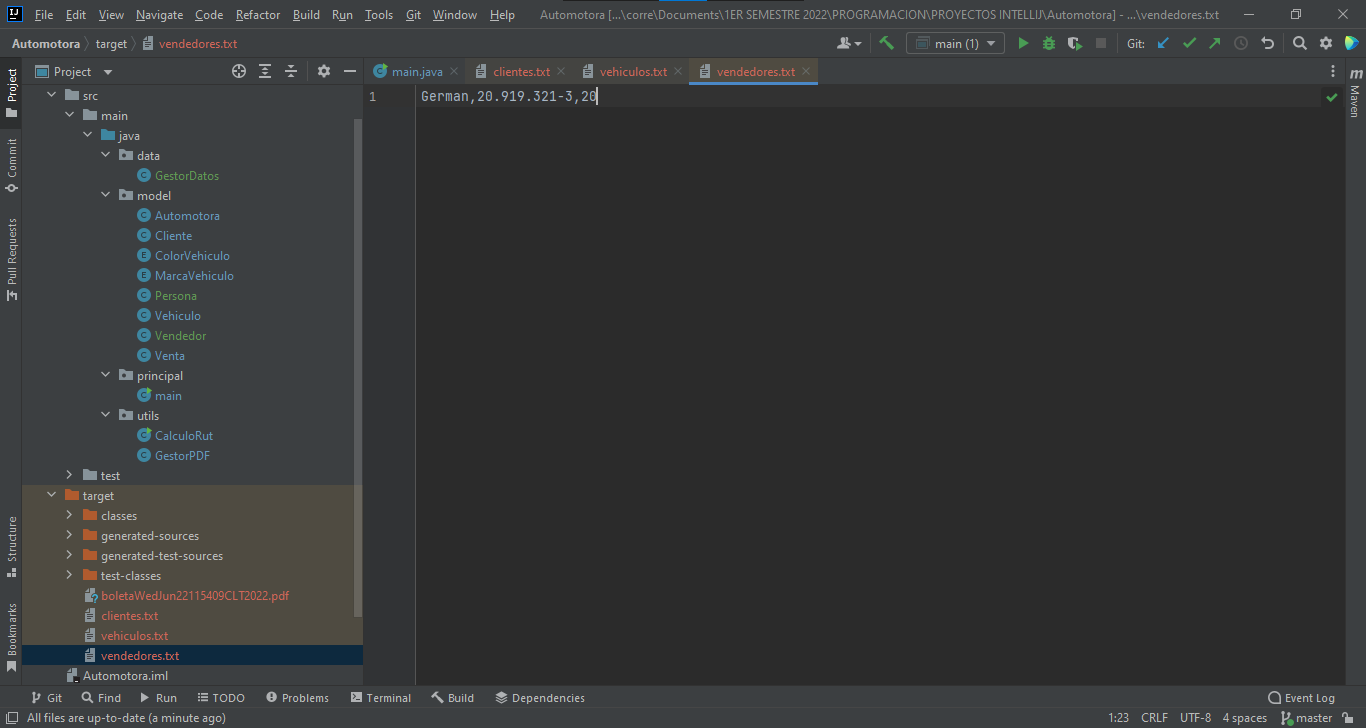 File Edit View Navigate Code Refactor Build Run Tools Git Window Help Automotora [...\corre\Documents\1ER SEMESTRE 2022\PROGRAMACION\PROYECTOS INTELLIJ\Automotora] - ...\vendedores.txt
Automotora target vendedores.txt main (1) Git:
Project
main.java clientes.txt vehiculos.txt vendedores.txt
1 German,20.919.321-3,20
src
main
java
data
GestorDatos
model
Automotora
Cliente
ColorVehiculo
MarcaVehiculo
Persona
Vehiculo
Vendedor
Venta
principal
main
utils
CalculoRut
GestorPDF
test
target
classes
generated-sources
generated-test-sources
test-classes
boletaWedJun22115409CLT2022.pdf
clientes.txt
vehiculos.txt
vendedores.txt
Automotora.iml
Project
Commit
Pull Requests
Structure
Bookmarks
m
Maven
Git Find Run TODO Problems Terminal Build Dependencies Event Log
All files are up-to-date (a minute ago) 1:23 CRLF UTF-8 4 spaces master